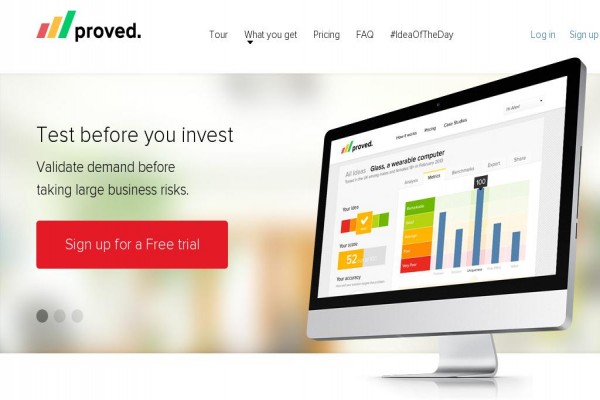 proved.
Tour What you get Pricing FAQ #IdeaOfTheDay
Log in Sign up
Test before you invest
Validate demand before
taking large business risks.
Sign up for a Free trial
proved.
How it works Pricing Case Studies
All Ideas Glass, a wearable computer
Analysis Metrics Benchmarks Export Share
Your idea
100
Your score
52
Your accuracy
Very Poor